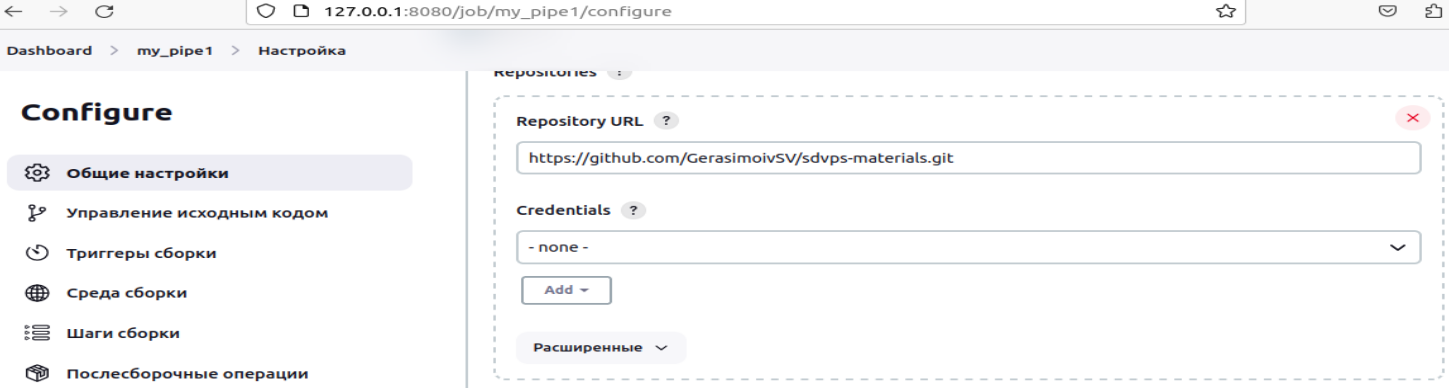 127.0.0.1:8080/job/my_pipe1/configure
Dashboard > my_pipe1 > Настройка
Repositories ?
Configure
Repository URL ?
https://github.com/GerasimoivSV/sdvps-materials.git
Общие настройки
Управление исходным кодом
Триггеры сборки
Среда сборки
Шаги сборки
Послесборочные операции
Credentials ?
- none -
Add
Расширенные